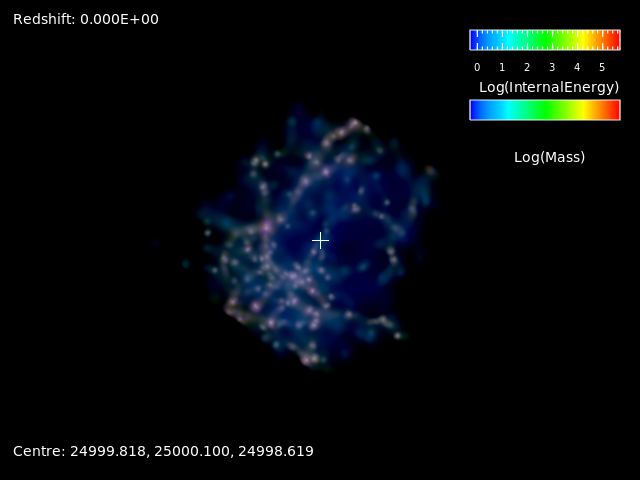 Redshift: 0.000E+00
0 1 2 3 4 5
Log(InternalEnergy)
Log(Mass)
Centre: 24999.818, 25000.100, 24998.619